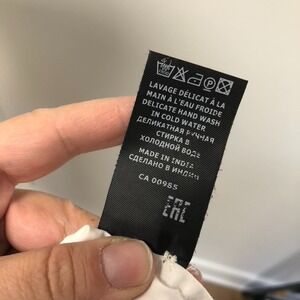 LAVAGE DÉLICAT À LA
MAIN À L'EAU FROIDE
DELICATE HAND WASH
IN COLD WATER
ДЕЛИКАТНАЯ РУЧНАЯ
СТИРКА В
ХОЛОДНОЙ ВОДЕ
MADE IN INDIA
СДЕЛАНО В ИНДИИ
CA 00985
EAC